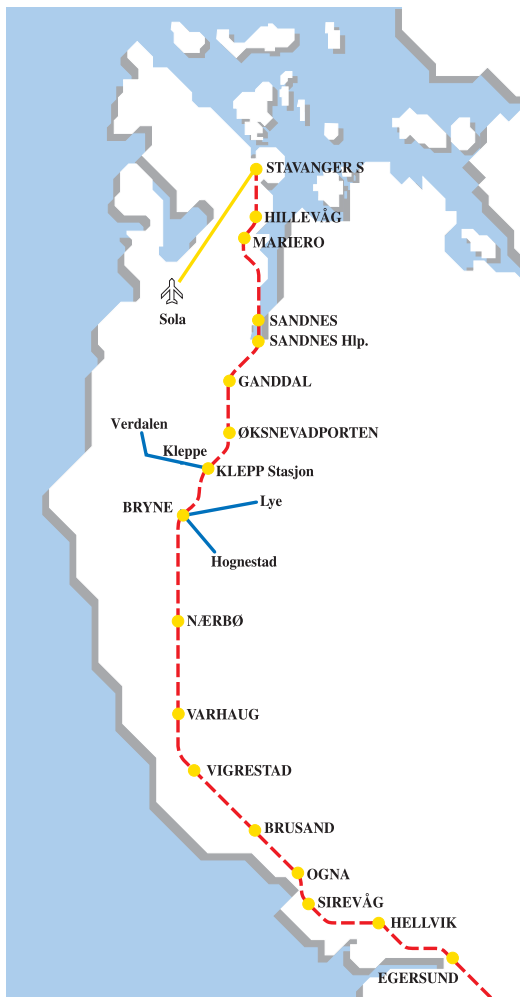 STAVANGER S
HILLEVÅG
MARIERO
Sola
SANDNES
SANDNES Hlp.
GANDDAL
Verdalen
ØKSNEVADPORTEN
Kleppe
KLEPP Stasjon
BRYNE
Lye
Hognestad
NÆRBØ
VARHAUG
VIGRESTAD
BRUSAND
OGNA
SIREVÅG
HELLVIK
EGERSUND